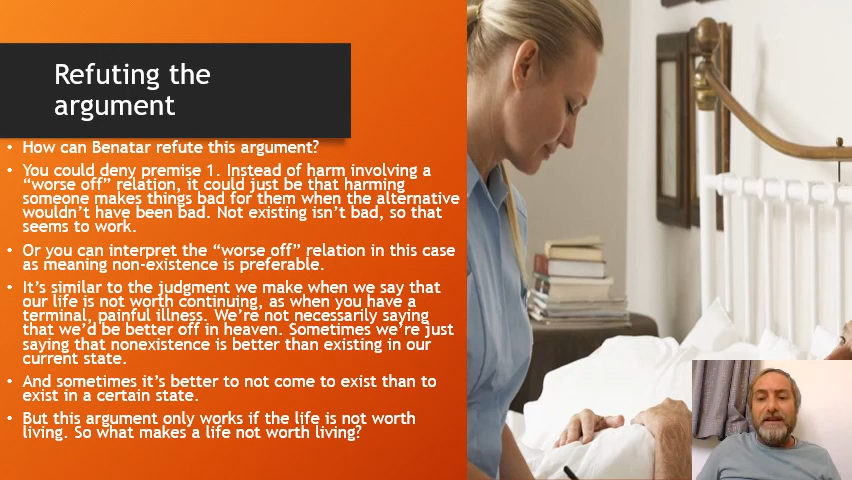 Refuting the
argument
• How can Benatar refute this argument?
• You could deny premise 1. Instead of harm involving a
“worse off” relation, it could just be that harming
someone makes things bad for them when the alternative
wouldn’t have been bad. Not existing isn’t bad, so that
seems to work.
• Or you can interpret the “worse off” relation in this case
as meaning non-existence is preferable.
• It’s similar to the judgment we make when we say that
our life is not worth continuing, as when you have a
terminal, painful illness. We’re not necessarily saying
that we’d be better off in heaven. Sometimes we’re just
saying that nonexistence is better than existing in our
current state.
• And sometimes it’s better to not come to exist than to
exist in a certain state.
• But this argument only works if the life is not worth
living. So what makes a life not worth living?